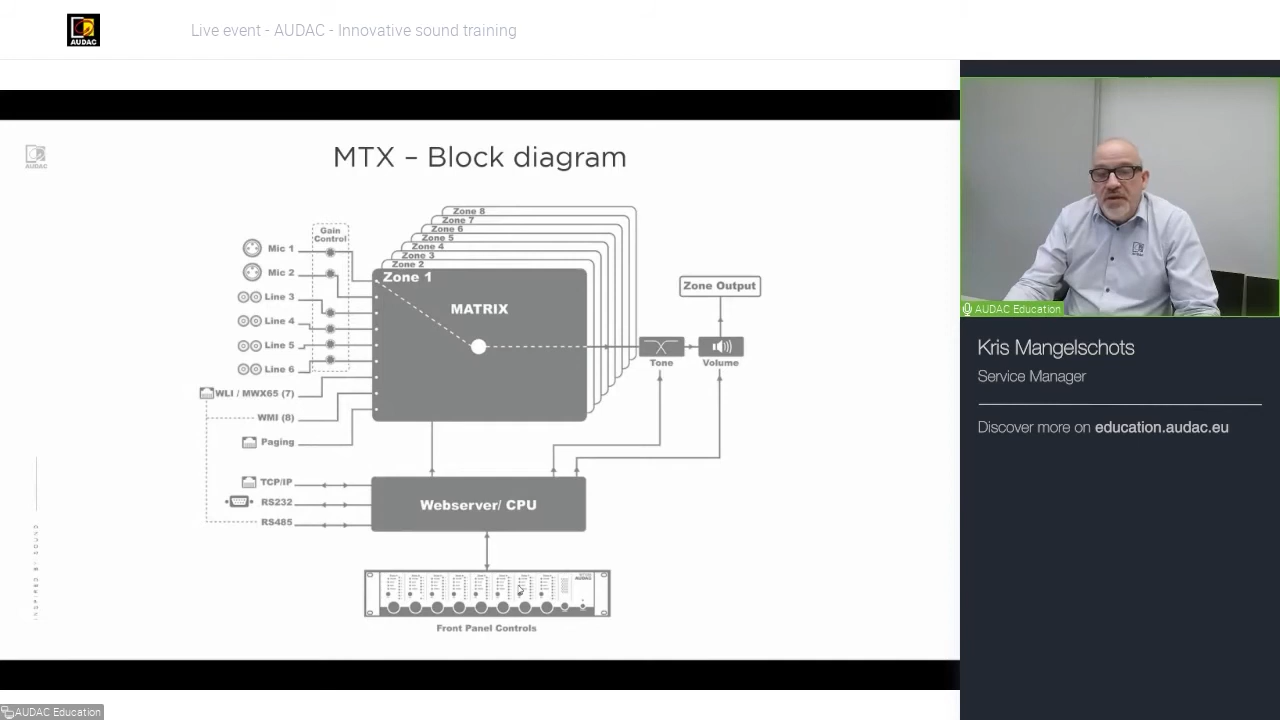 AUDAC
Live event - AUDAC - Innovative sound training
AUDAC
MTX – Block diagram
Zone 8
Zone 7
Zone 6
Zone 5
Zone 4
Zone 3
Zone 2
Zone 1
MATRIX
Gain
Control
Mic 1
Mic 2
Line 3
Line 4
Line 5
Line 6
WLI / MWX65 (7)
WMI (8)
Paging
TCP/IP
RS232
RS485
Zone Output
Tone
Volume
Webserver/ CPU
AUDAC
Front Panel Controls
AUDAC Education
Kris Mangelschots
Service Manager
Discover more on education.audac.eu
AUDAC Education